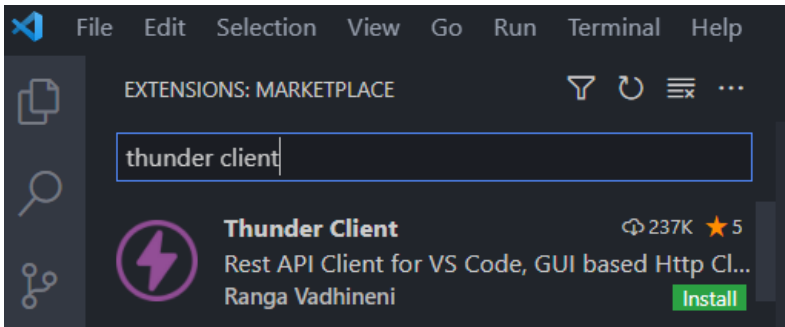 File Edit Selection View Go Run Terminal Help
EXTENSIONS: MARKETPLACE
thunder client
Thunder Client 237K 5
Rest API Client for VS Code, GUI based Http Cl...
Ranga Vadhineni Install